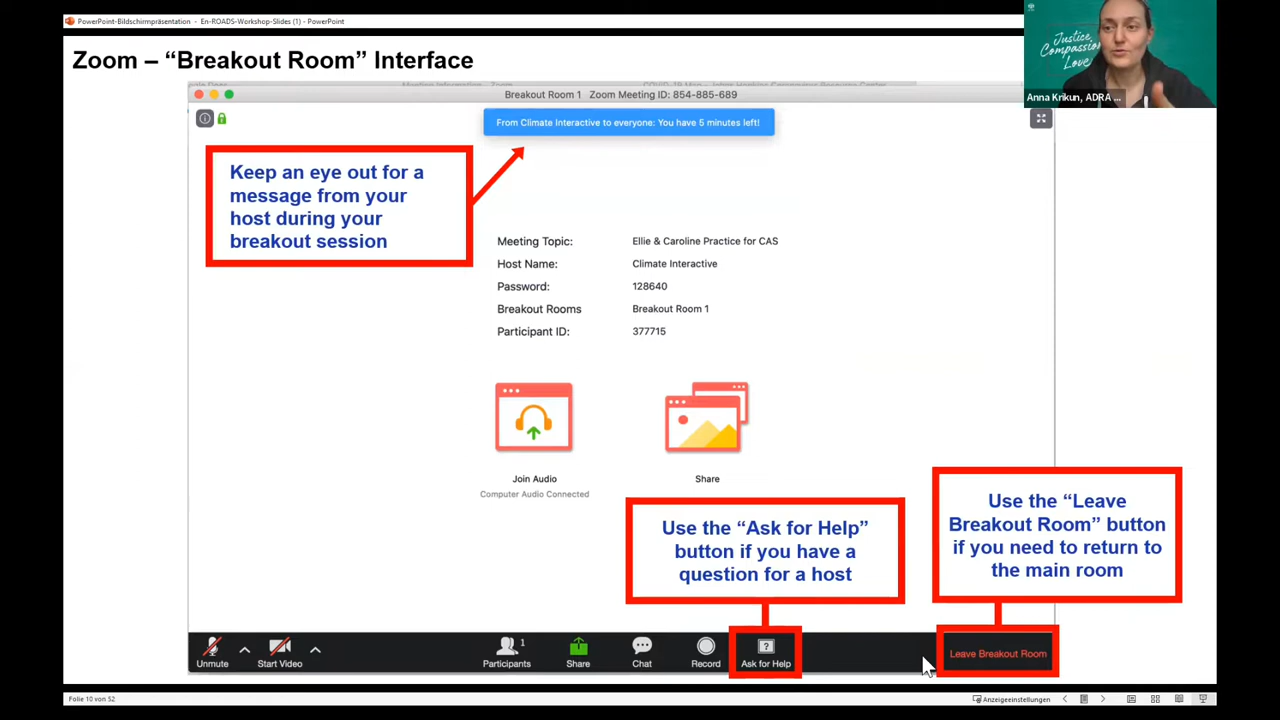 PowerPoint-Bildschirmpräsentation - En-ROADS-Workshop-Slides (1) - PowerPoint
Zoom – “Breakout Room” Interface
Justice
Compassion
Love
Anna Krikun, ADRA ...
Breakout Room 1 Zoom Meeting ID: 854-885-689
From Climate Interactive to everyone: You have 5 minutes left!
Keep an eye out for a
message from your
host during your
breakout session
Meeting Topic: Ellie & Caroline Practice for CAS
Host Name: Climate Interactive
Password: 128640
Breakout Rooms Breakout Room 1
Participant ID: 377715
Join Audio
Computer Audio Connected
Share
Use the “Ask for Help”
button if you have a
question for a host
Use the “Leave
Breakout Room” button
if you need to return to
the main room
Unmute
Start Video
1
Participants
Share
Chat
Record
Ask for Help
Leave Breakout Room
Folie 10 von 52
Anzeigeeinstellungen